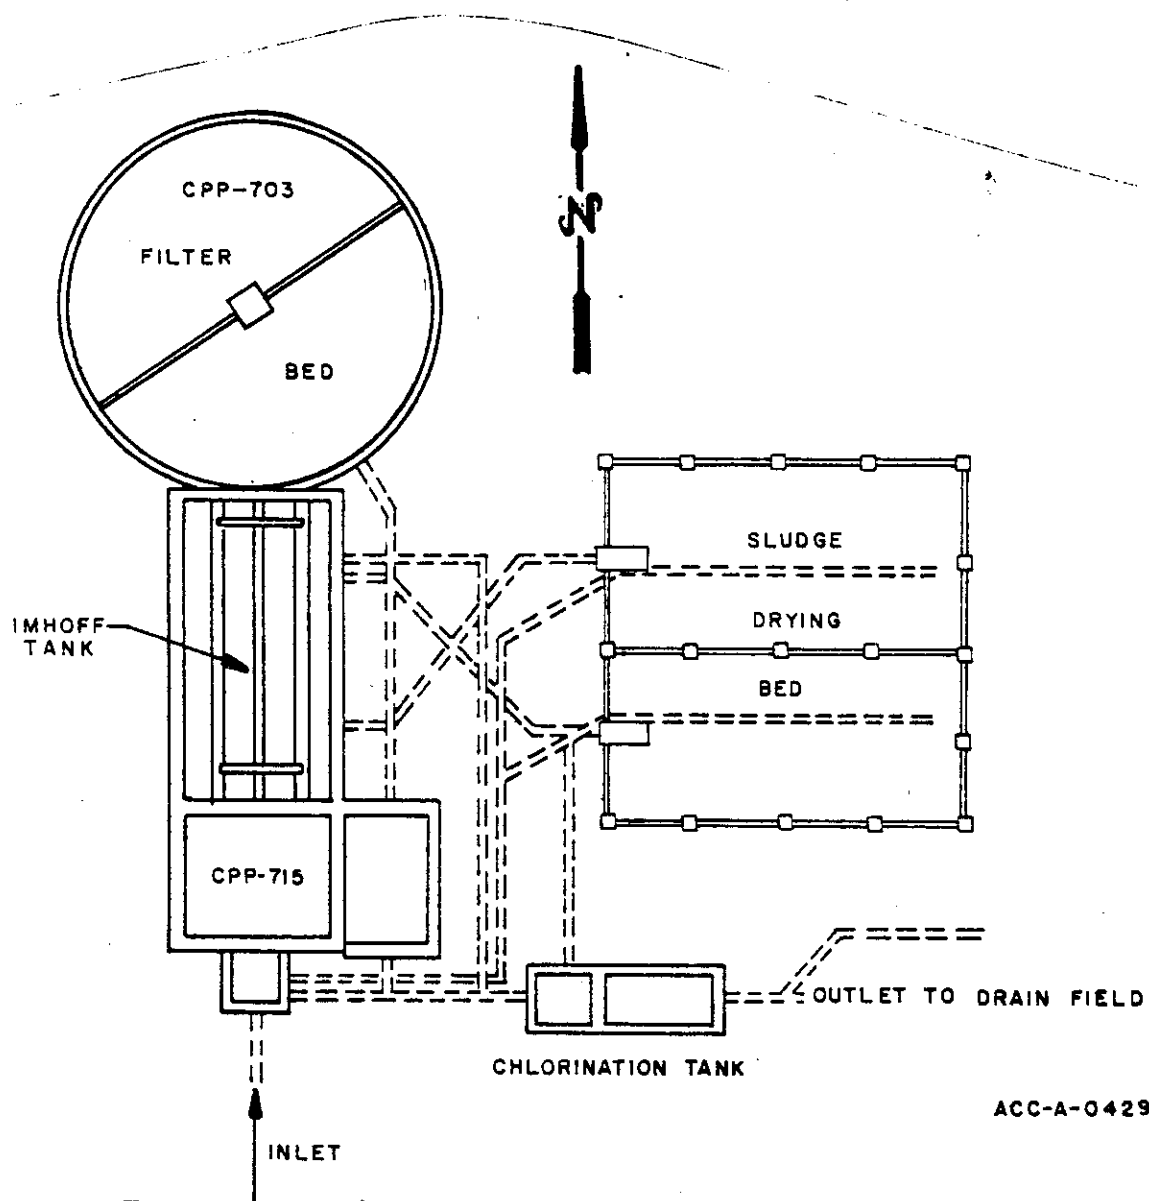 CPP-703
FILTER
BED
N
SLUDGE
DRYING
BED
IMHOFF
TANK
CPP-715
OUTLET TO DRAIN FIELD
CHLORINATION TANK
ACC-A-0429
INLET